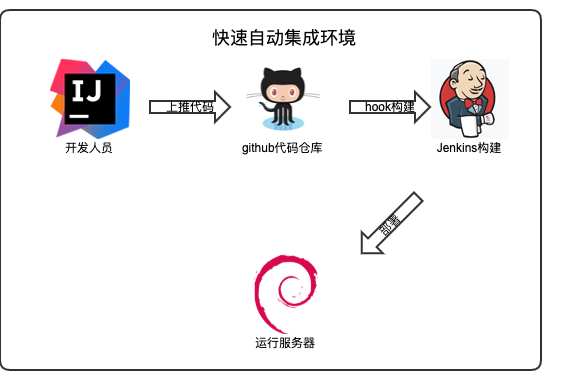 快速自动集成环境
IJ
上推代码
hook构建
开发人员
github代码仓库
Jenkins构建
部署
运行服务器